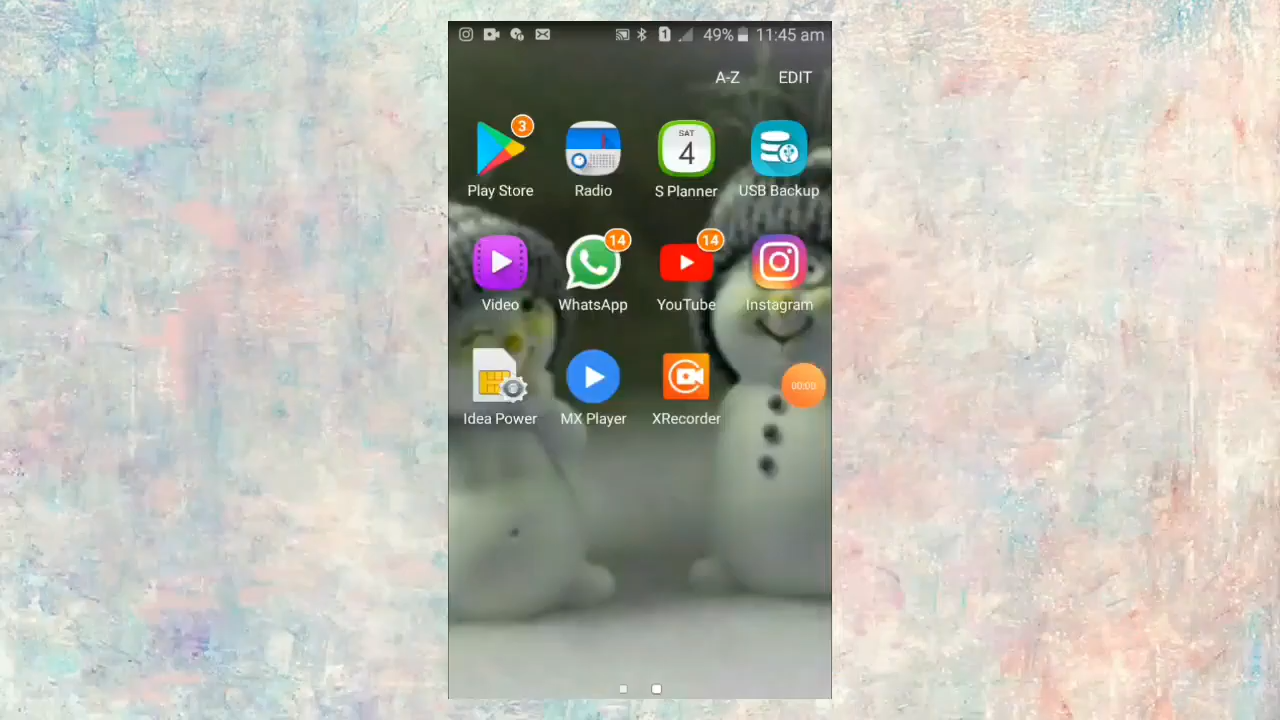 1 49% 11:45 am
A-Z EDIT
3
SAT
4
Play Store Radio S Planner USB Backup
14 14
Video WhatsApp YouTube Instagram
00:00
Idea Power MX Player XRecorder